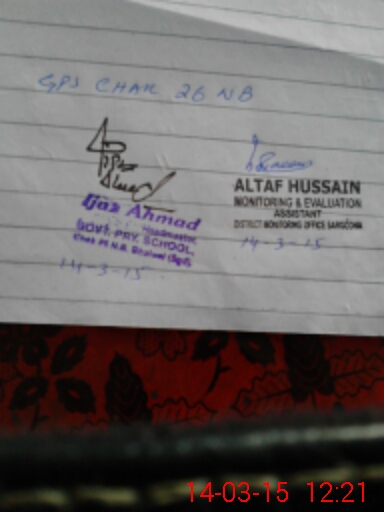 GPS CHAK 26 NB
Ijaz Ahmad
Headmaster
GOVT. PRY. SCHOOL,
N.B.
14-3-15
ALTAF HUSSAIN
MONITORING & EVALUATION
ASSISTANT
DISTRICT MONITORING OFFICE SARGODHA
14-3-15
14-03-15 12:21